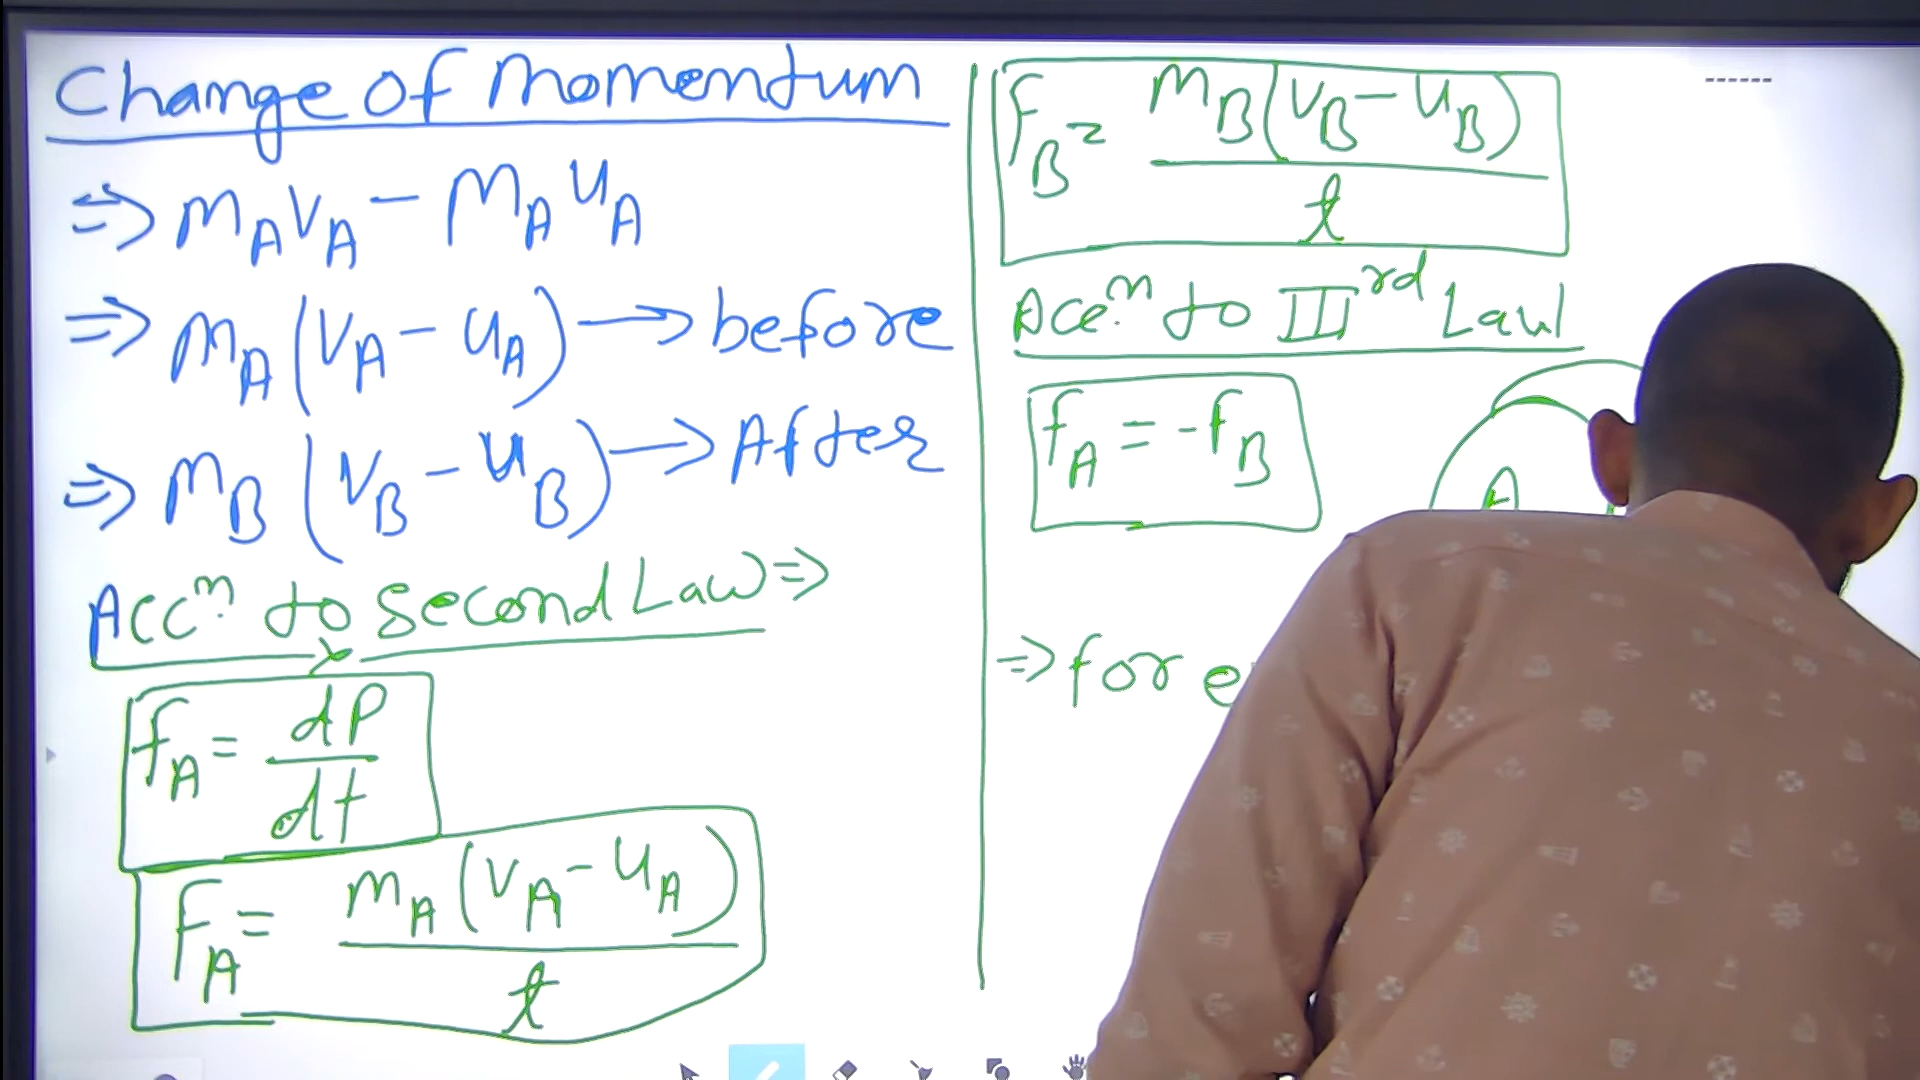 Change of Momentum
⇒ mAvA - MAuA
⇒ mA(vA - uA) → before
⇒ mB(vB - uB) → After
Accn. to second Law ⇒
fA = dP/dt
FA = mA(vA - uA)/t
FB = mB(vB - uB)/t
Accn. to IIIrd Law
fA = -fB
A
⇒ for